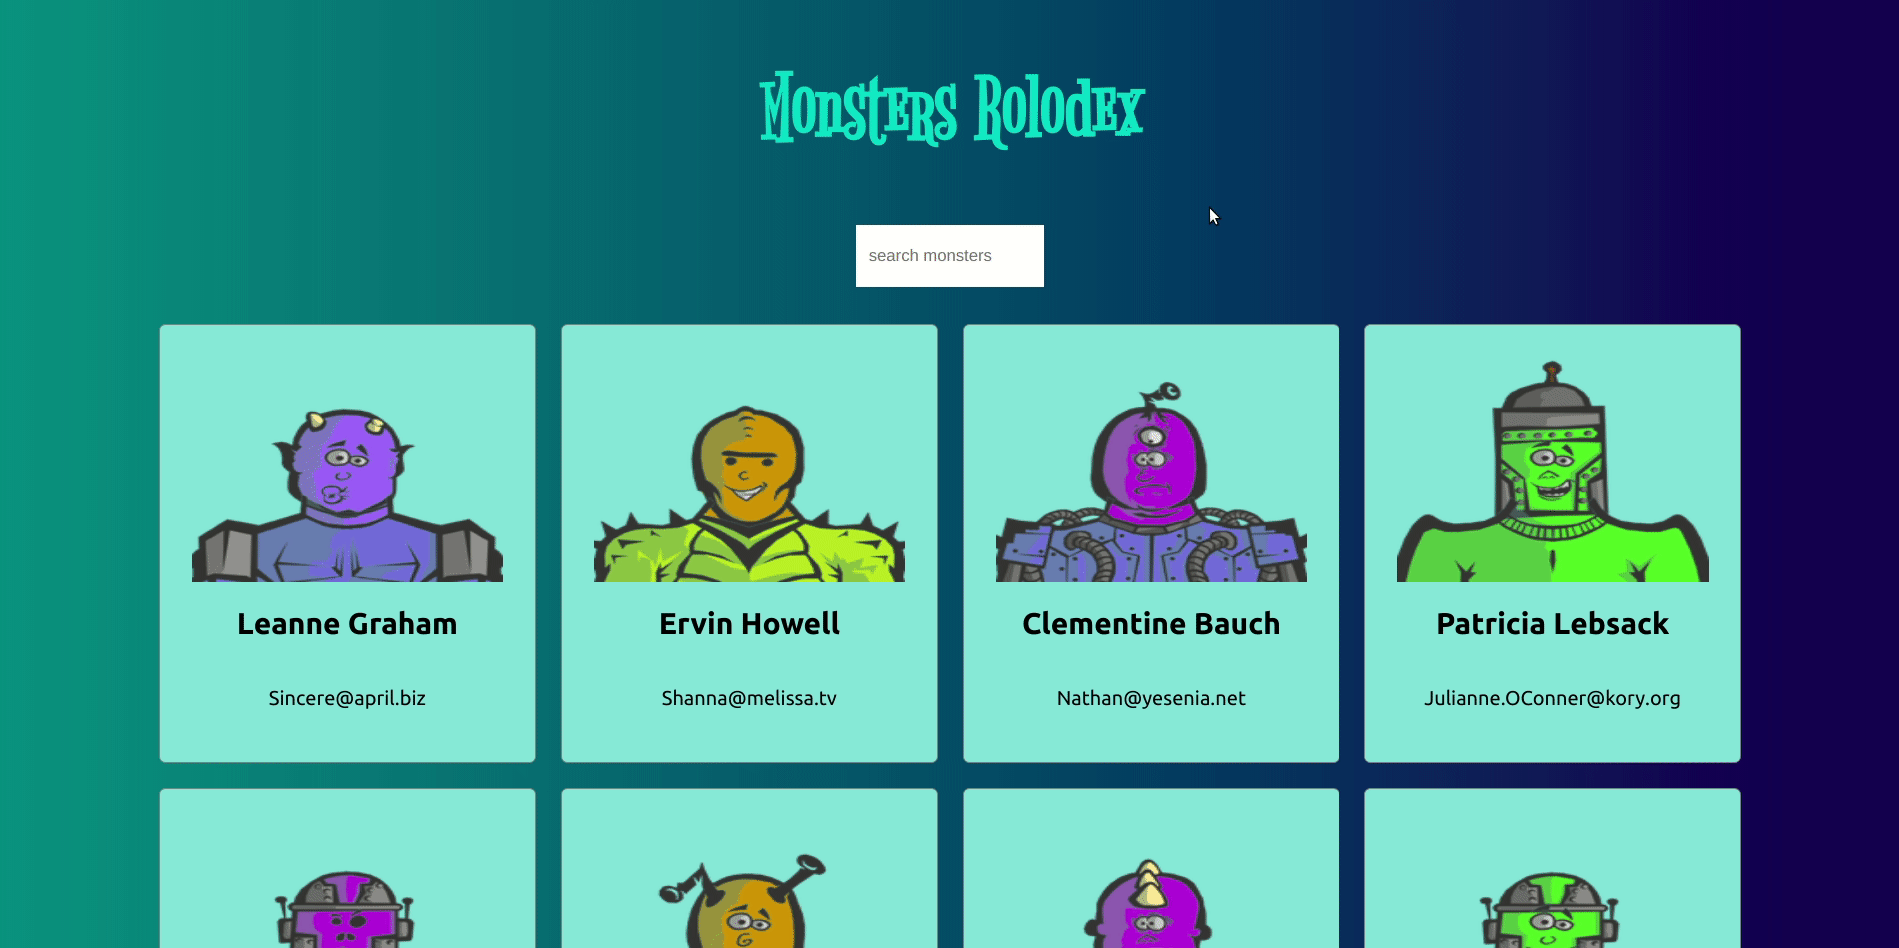 Monsters Rolodex
search monsters
Leanne Graham
Ervin Howell
Clementine Bauch
Patricia Lebsack
Sincere@april.biz
Shanna@melissa.tv
Nathan@yesenia.net
Julianne.OConner@kory.org